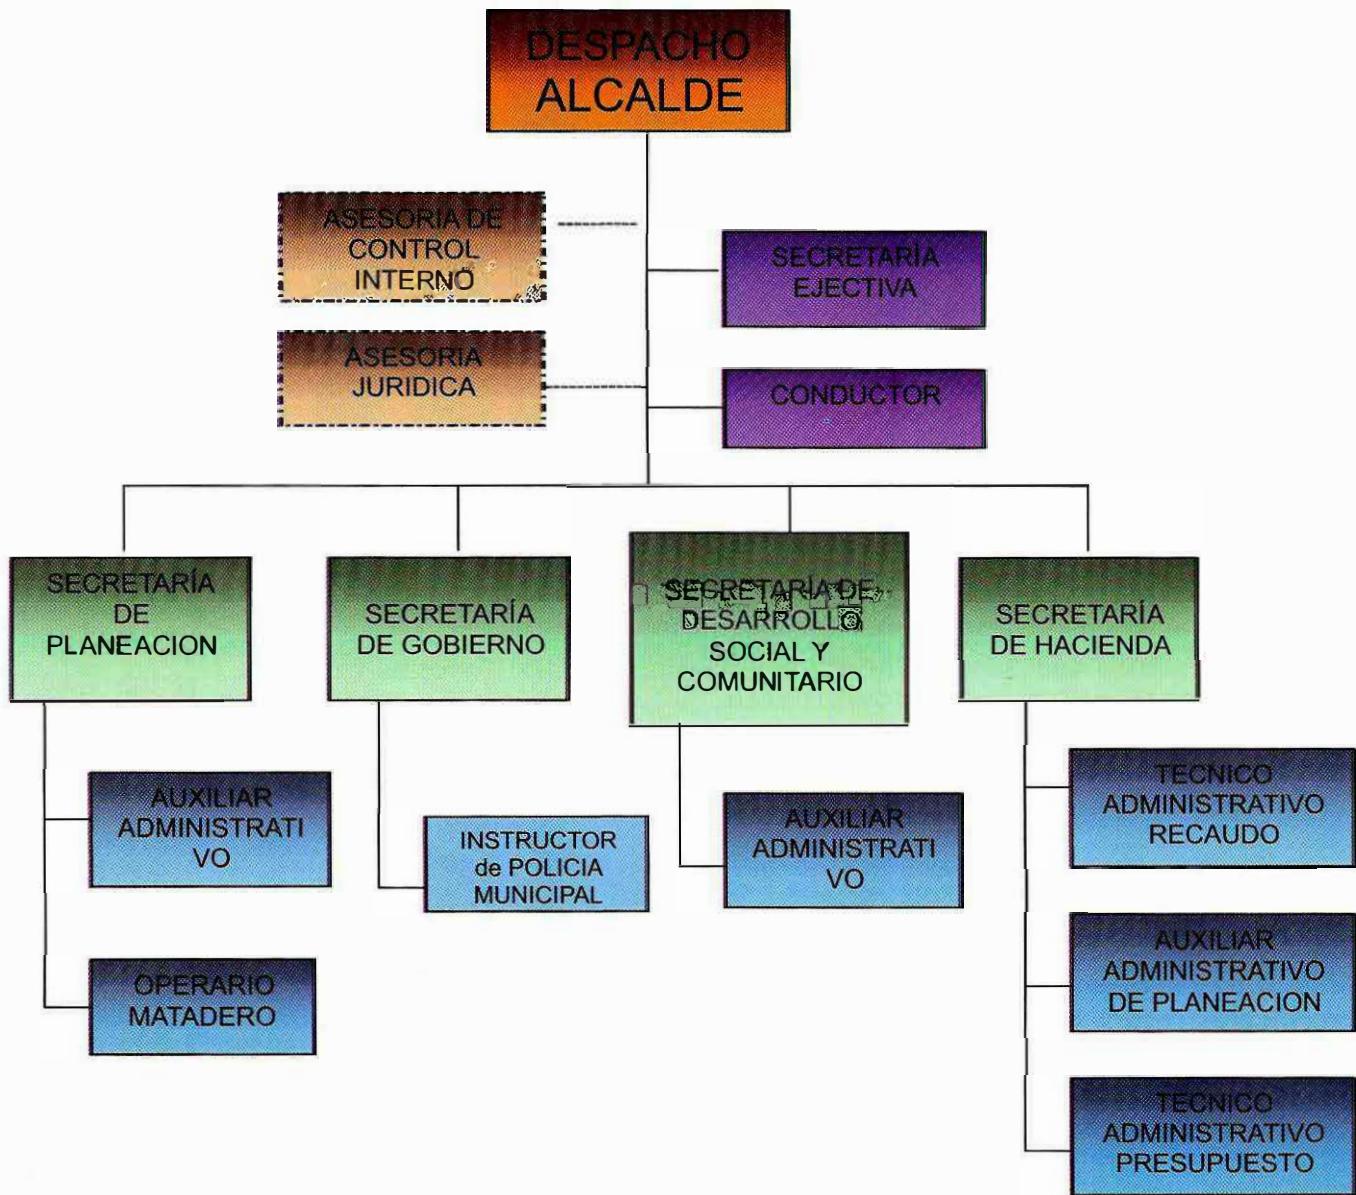 DESPACHO
ALCALDE
ASESORIA DE
CONTROL
INTERNO
SECRETARÍA
EJECTIVA
ASESORIA
JURIDICA
CONDUCTOR
SECRETARÍA
DE
PLANEACION
SECRETARÍA
DE GOBIERNO
SECRETARÍA DE
DESARROLLO
SOCIAL Y
COMUNITARIO
SECRETARÍA
DE HACIENDA
AUXILIAR
ADMINISTRATI
VO
OPERARIO
MATADERO
INSTRUCTOR
de POLICIA
MUNICIPAL
AUXILIAR
ADMINISTRATI
VO
TECNICO
ADMINISTRATIVO
RECAUDO
AUXILIAR
ADMINISTRATIVO
DE PLANEACION
TECNICO
ADMINISTRATIVO
PRESUPUESTO